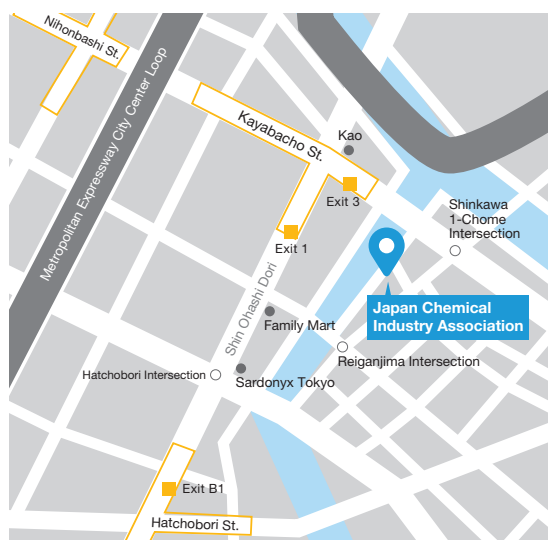 Nihonbashi St.
Metropolitan Expressway City Center Loop
Kayabacho St.
Kao
Exit 3
Shinkawa
1-Chome
Intersection
Exit 1
Shin Ohashi Dori
Japan Chemical
Industry Association
Family Mart
Reiganjima Intersection
Hatchobori Intersection
Sardonyx Tokyo
Exit B1
Hatchobori St.